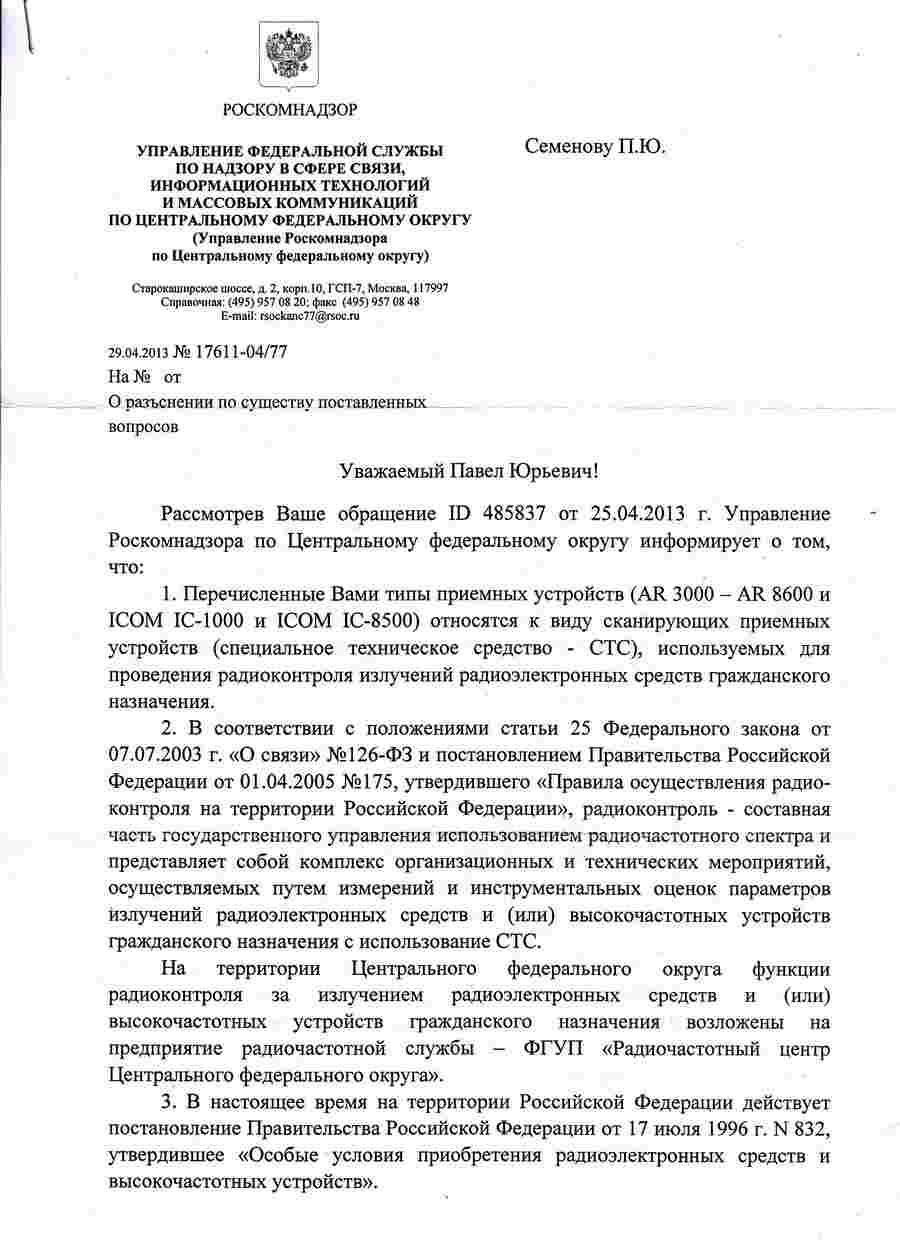 РОСКОМНАДЗОР
УПРАВЛЕНИЕ ФЕДЕРАЛЬНОЙ СЛУЖБЫ
ПО НАДЗОРУ В СФЕРЕ СВЯЗИ,
ИНФОРМАЦИОННЫХ ТЕХНОЛОГИЙ
И МАССОВЫХ КОММУНИКАЦИЙ
ПО ЦЕНТРАЛЬНОМУ ФЕДЕРАЛЬНОМУ ОКРУГУ
(Управление Роскомнадзора
по Центральному федеральному округу)
Старокаширское шоссе, д. 2, корп.10, ГСП-7, Москва, 117997
Справочная: (495) 957 08 20; факс (495) 957 08 48
E-mail: rsockanc77@rsoc.ru
Семенову П.Ю.
29.04.2013 № 17611-04/77
На № от
О разъснении по существу поставленных
вопросов
Уважаемый Павел Юрьевич!
Рассмотрев Ваше обращение ID 485837 от 25.04.2013 г. Управление
Роскомнадзора по Центральному федеральному округу информирует о том,
что:
1. Перечисленные Вами типы приемных устройств (AR 3000 – AR 8600 и
ICOM IC-1000 и ICOM IC-8500) относятся к виду сканирующих приемных
устройств (специальное техническое средство - СТС), используемых для
проведения радиоконтроля излучений радиоэлектронных средств гражданского
назначения.
2. В соответствии с положениями статьи 25 Федерального закона от
07.07.2003 г. «О связи» №126-ФЗ и постановлением Правительства Российской
Федерации от 01.04.2005 №175, утвердившего «Правила осуществления радио-
контроля на территории Российской Федерации», радиоконтроль - составная
часть государственного управления использованием радиочастотного спектра и
представляет собой комплекс организационных и технических мероприятий,
осуществляемых путем измерений и инструментальных оценок параметров
излучений радиоэлектронных средств и (или) высокочастотных устройств
гражданского назначения с использование СТС.
На территории Центрального федерального округа функции
радиоконтроля за излучением радиоэлектронных средств и (или)
высокочастотных устройств гражданского назначения возложены на
предприятие радиочастотной службы – ФГУП «Радиочастотный центр
Центрального федерального округа».
3. В настоящее время на территории Российской Федерации действует
постановление Правительства Российской Федерации от 17 июля 1996 г. N 832,
утвердившее «Особые условия приобретения радиоэлектронных средств и
высокочастотных устройств».